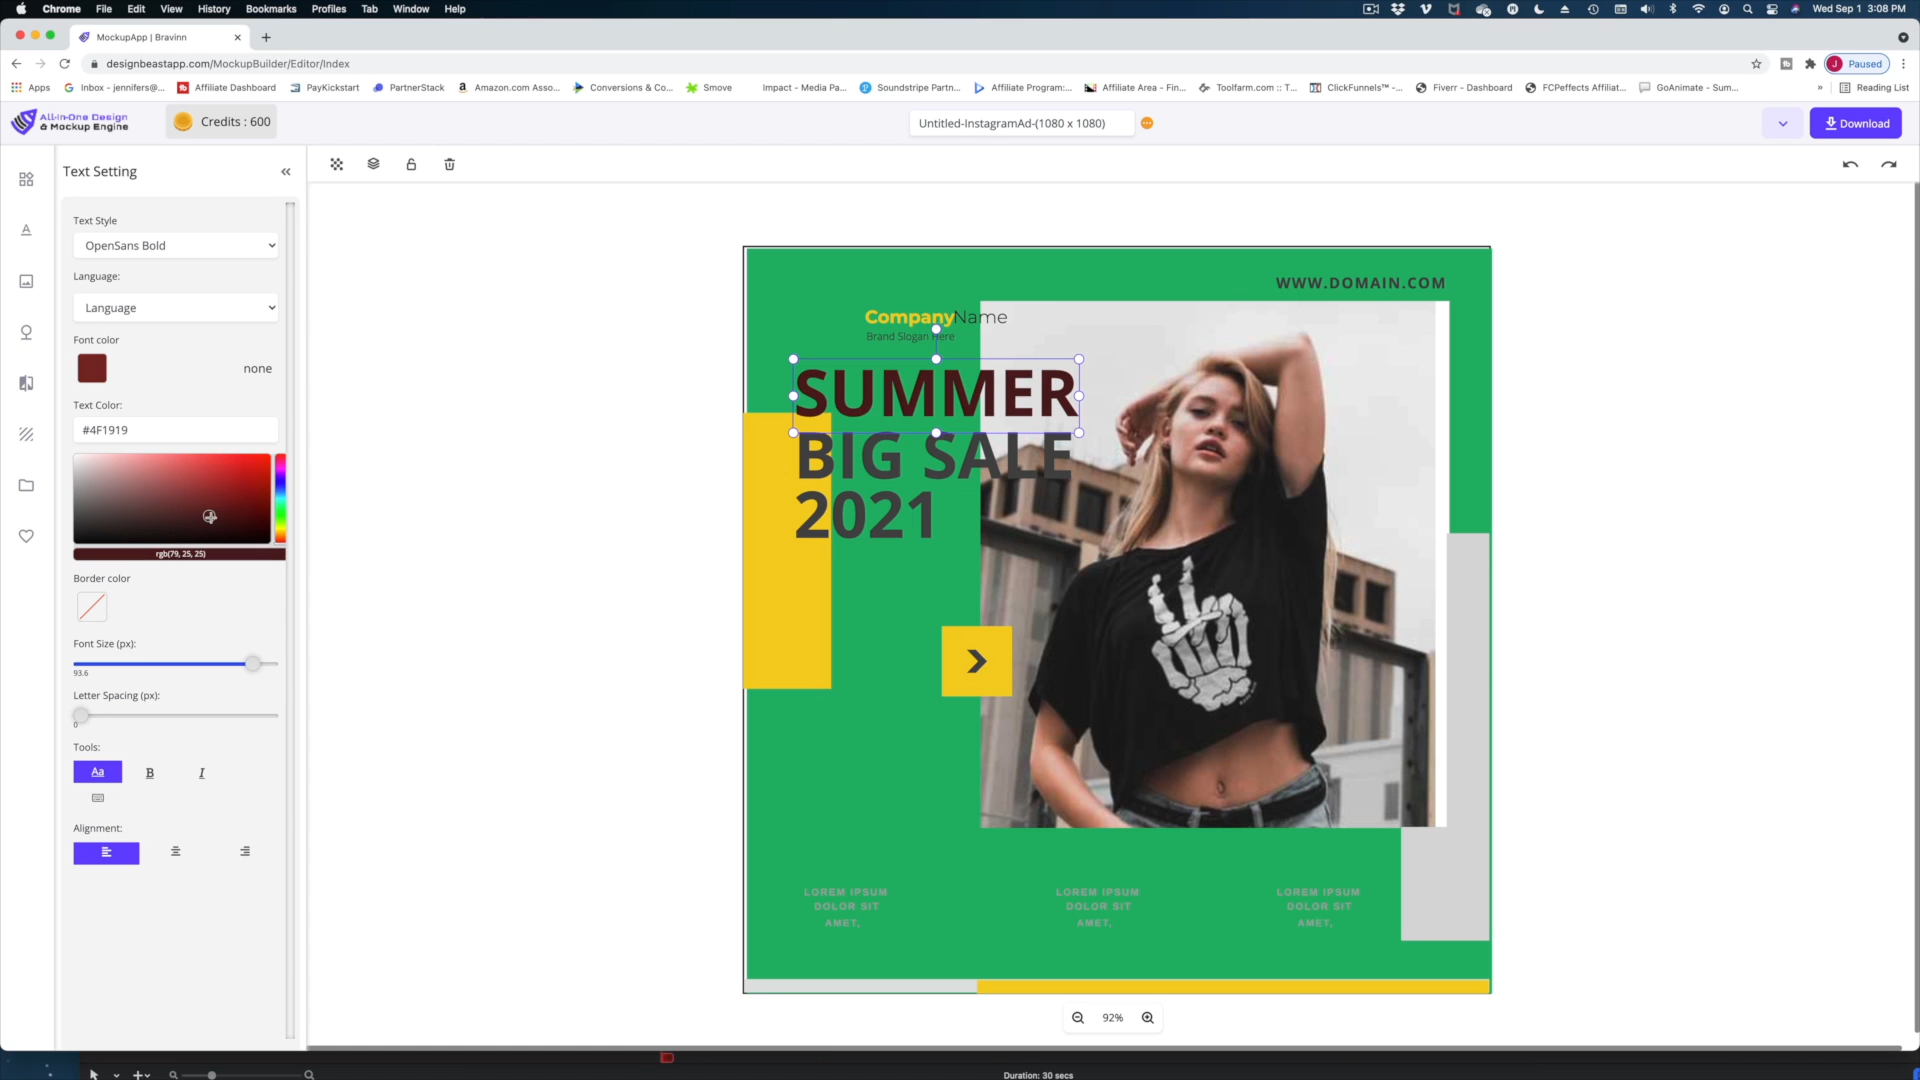 Chrome File Edit View History Bookmarks Profiles Tab Window Help
Wed Sep 1 3:08 PM
MockupApp | Bravinn
designbeastapp.com/MockupBuilder/Editor/Index
Paused
Apps
Inbox - jennifers@...
Affiliate Dashboard
PayKickstart
PartnerStack
Amazon.com Asso...
Conversions & Co...
Smove
Impact - Media Pa...
Soundstripe Partn...
Affiliate Program:...
Affiliate Area - Fin...
Toolfarm.com :: T...
ClickFunnels™ -...
Fiverr - Dashboard
FCPeffects Affiliat...
GoAnimate - Sum...
»
Reading List
All-in-One Design
& Mockup Engine
Credits : 600
Untitled-InstagramAd-(1080 x 1080)
Download
Text Setting
Text Style
OpenSans Bold
Language:
Language
Font color
none
Text Color:
#4F1919
rgb(79, 25, 25)
Border color
Font Size (px):
93.6
Letter Spacing (px):
0
Tools:
Aa B I
Alignment:
WWW.DOMAIN.COM
CompanyName
Brand Slogan Here
SUMMER
BIG SALE
2021
LOREM IPSUM
DOLOR SIT
AMET,
LOREM IPSUM
DOLOR SIT
AMET,
LOREM IPSUM
DOLOR SIT
AMET,
92%
Duration: 30 secs